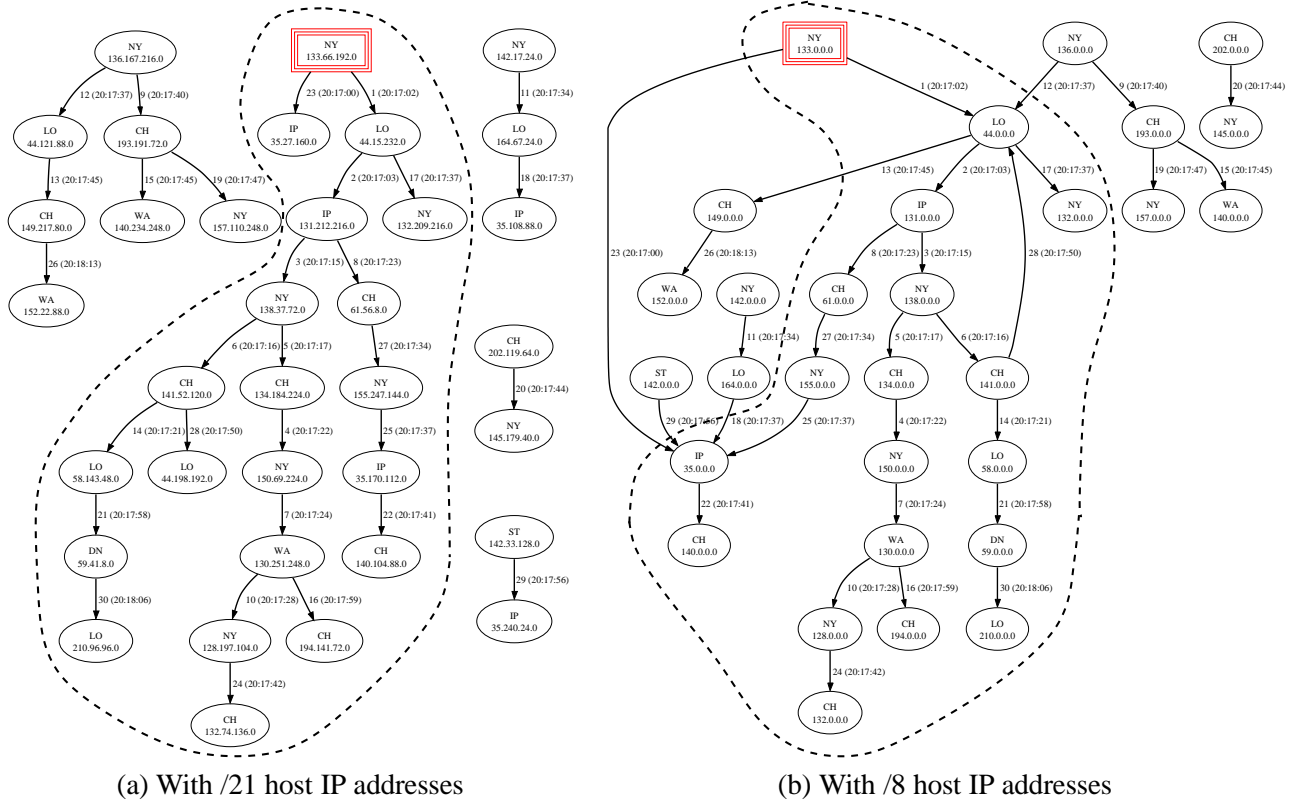 NY
136.167.216.0
12 (20:17:37)
9 (20:17:40)
LO
44.121.88.0
CH
193.191.72.0
13 (20:17:45)
15 (20:17:45)
19 (20:17:47)
CH
149.217.80.0
WA
140.234.248.0
NY
157.110.248.0
26 (20:18:13)
WA
152.22.88.0
NY
133.66.192.0
23 (20:17:00)
1 (20:17:02)
IP
35.27.160.0
LO
44.15.232.0
2 (20:17:03)
17 (20:17:37)
IP
131.212.216.0
NY
132.209.216.0
3 (20:17:15)
8 (20:17:23)
NY
138.37.72.0
CH
61.56.8.0
6 (20:17:16)
5 (20:17:17)
27 (20:17:34)
CH
141.52.120.0
CH
134.184.224.0
NY
155.247.144.0
14 (20:17:21)
28 (20:17:50)
4 (20:17:22)
25 (20:17:37)
LO
58.143.48.0
LO
44.198.192.0
NY
150.69.224.0
IP
35.170.112.0
21 (20:17:58)
7 (20:17:24)
22 (20:17:41)
DN
59.41.8.0
WA
130.251.248.0
CH
140.104.88.0
30 (20:18:06)
10 (20:17:28)
16 (20:17:59)
LO
210.96.96.0
NY
128.197.104.0
CH
194.141.72.0
24 (20:17:42)
CH
132.74.136.0
NY
142.17.24.0
11 (20:17:34)
LO
164.67.24.0
18 (20:17:37)
IP
35.108.88.0
CH
202.119.64.0
20 (20:17:44)
NY
145.179.40.0
ST
142.33.128.0
29 (20:17:56)
IP
35.240.24.0
(a) With /21 host IP addresses
NY
133.0.0.0
NY
136.0.0.0
CH
202.0.0.0
1 (20:17:02)
12 (20:17:37)
9 (20:17:40)
20 (20:17:44)
LO
44.0.0.0
CH
193.0.0.0
NY
145.0.0.0
13 (20:17:45)
2 (20:17:03)
17 (20:17:37)
19 (20:17:47)
15 (20:17:45)
CH
149.0.0.0
IP
131.0.0.0
NY
132.0.0.0
NY
157.0.0.0
WA
140.0.0.0
23 (20:17:00)
26 (20:18:13)
8 (20:17:23)
3 (20:17:15)
28 (20:17:50)
WA
152.0.0.0
NY
142.0.0.0
CH
61.0.0.0
NY
138.0.0.0
11 (20:17:34)
27 (20:17:34)
5 (20:17:17)
6 (20:17:16)
ST
142.0.0.0
LO
164.0.0.0
NY
155.0.0.0
CH
134.0.0.0
CH
141.0.0.0
29 (20:17:56)
18 (20:17:37)
25 (20:17:37)
4 (20:17:22)
14 (20:17:21)
IP
35.0.0.0
NY
150.0.0.0
LO
58.0.0.0
22 (20:17:41)
7 (20:17:24)
21 (20:17:58)
CH
140.0.0.0
WA
130.0.0.0
DN
59.0.0.0
10 (20:17:28)
16 (20:17:59)
30 (20:18:06)
NY
128.0.0.0
CH
194.0.0.0
LO
210.0.0.0
24 (20:17:42)
CH
132.0.0.0
(b) With /8 host IP addresses